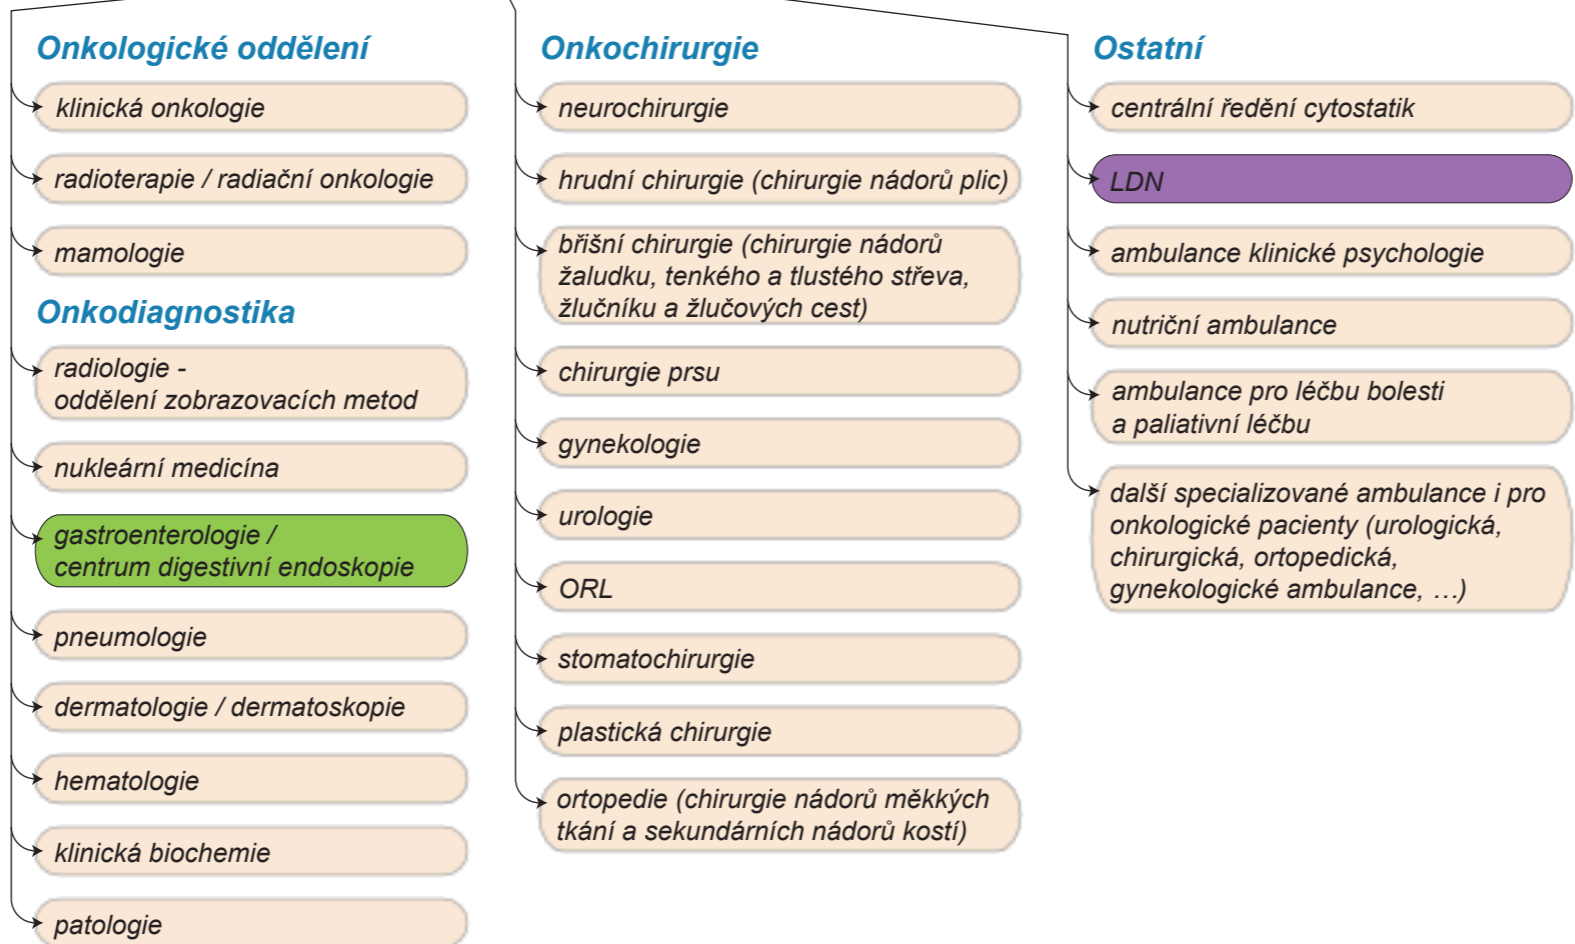 Onkologické oddělení
klinická onkologie
radioterapie / radiační onkologie
mamologie
Onkodiagnostika
radiologie -
oddělení zobrazovacích metod
nukleární medicína
gastroenterologie /
centrum digestivní endoskopie
pneumologie
dermatologie / dermatoskopie
hematologie
klinická biochemie
patologie
Onkochirurgie
neurochirurgie
hrudní chirurgie (chirurgie nádorů plic)
břišní chirurgie (chirurgie nádorů
žaludku, tenkého a tlustého střeva,
žlučníku a žlučových cest)
chirurgie prsu
gynekologie
urologie
ORL
stomatochirurgie
plastická chirurgie
ortopedie (chirurgie nádorů měkkých
tkání a sekundárních nádorů kostí)
Ostatní
centrální ředění cytostatik
LDN
ambulance klinické psychologie
nutriční ambulance
ambulance pro léčbu bolesti
a paliativní léčbu
další specializované ambulance i pro
onkologické pacienty (urologická,
chirurgická, ortopedická,
gynekologické ambulance, …)